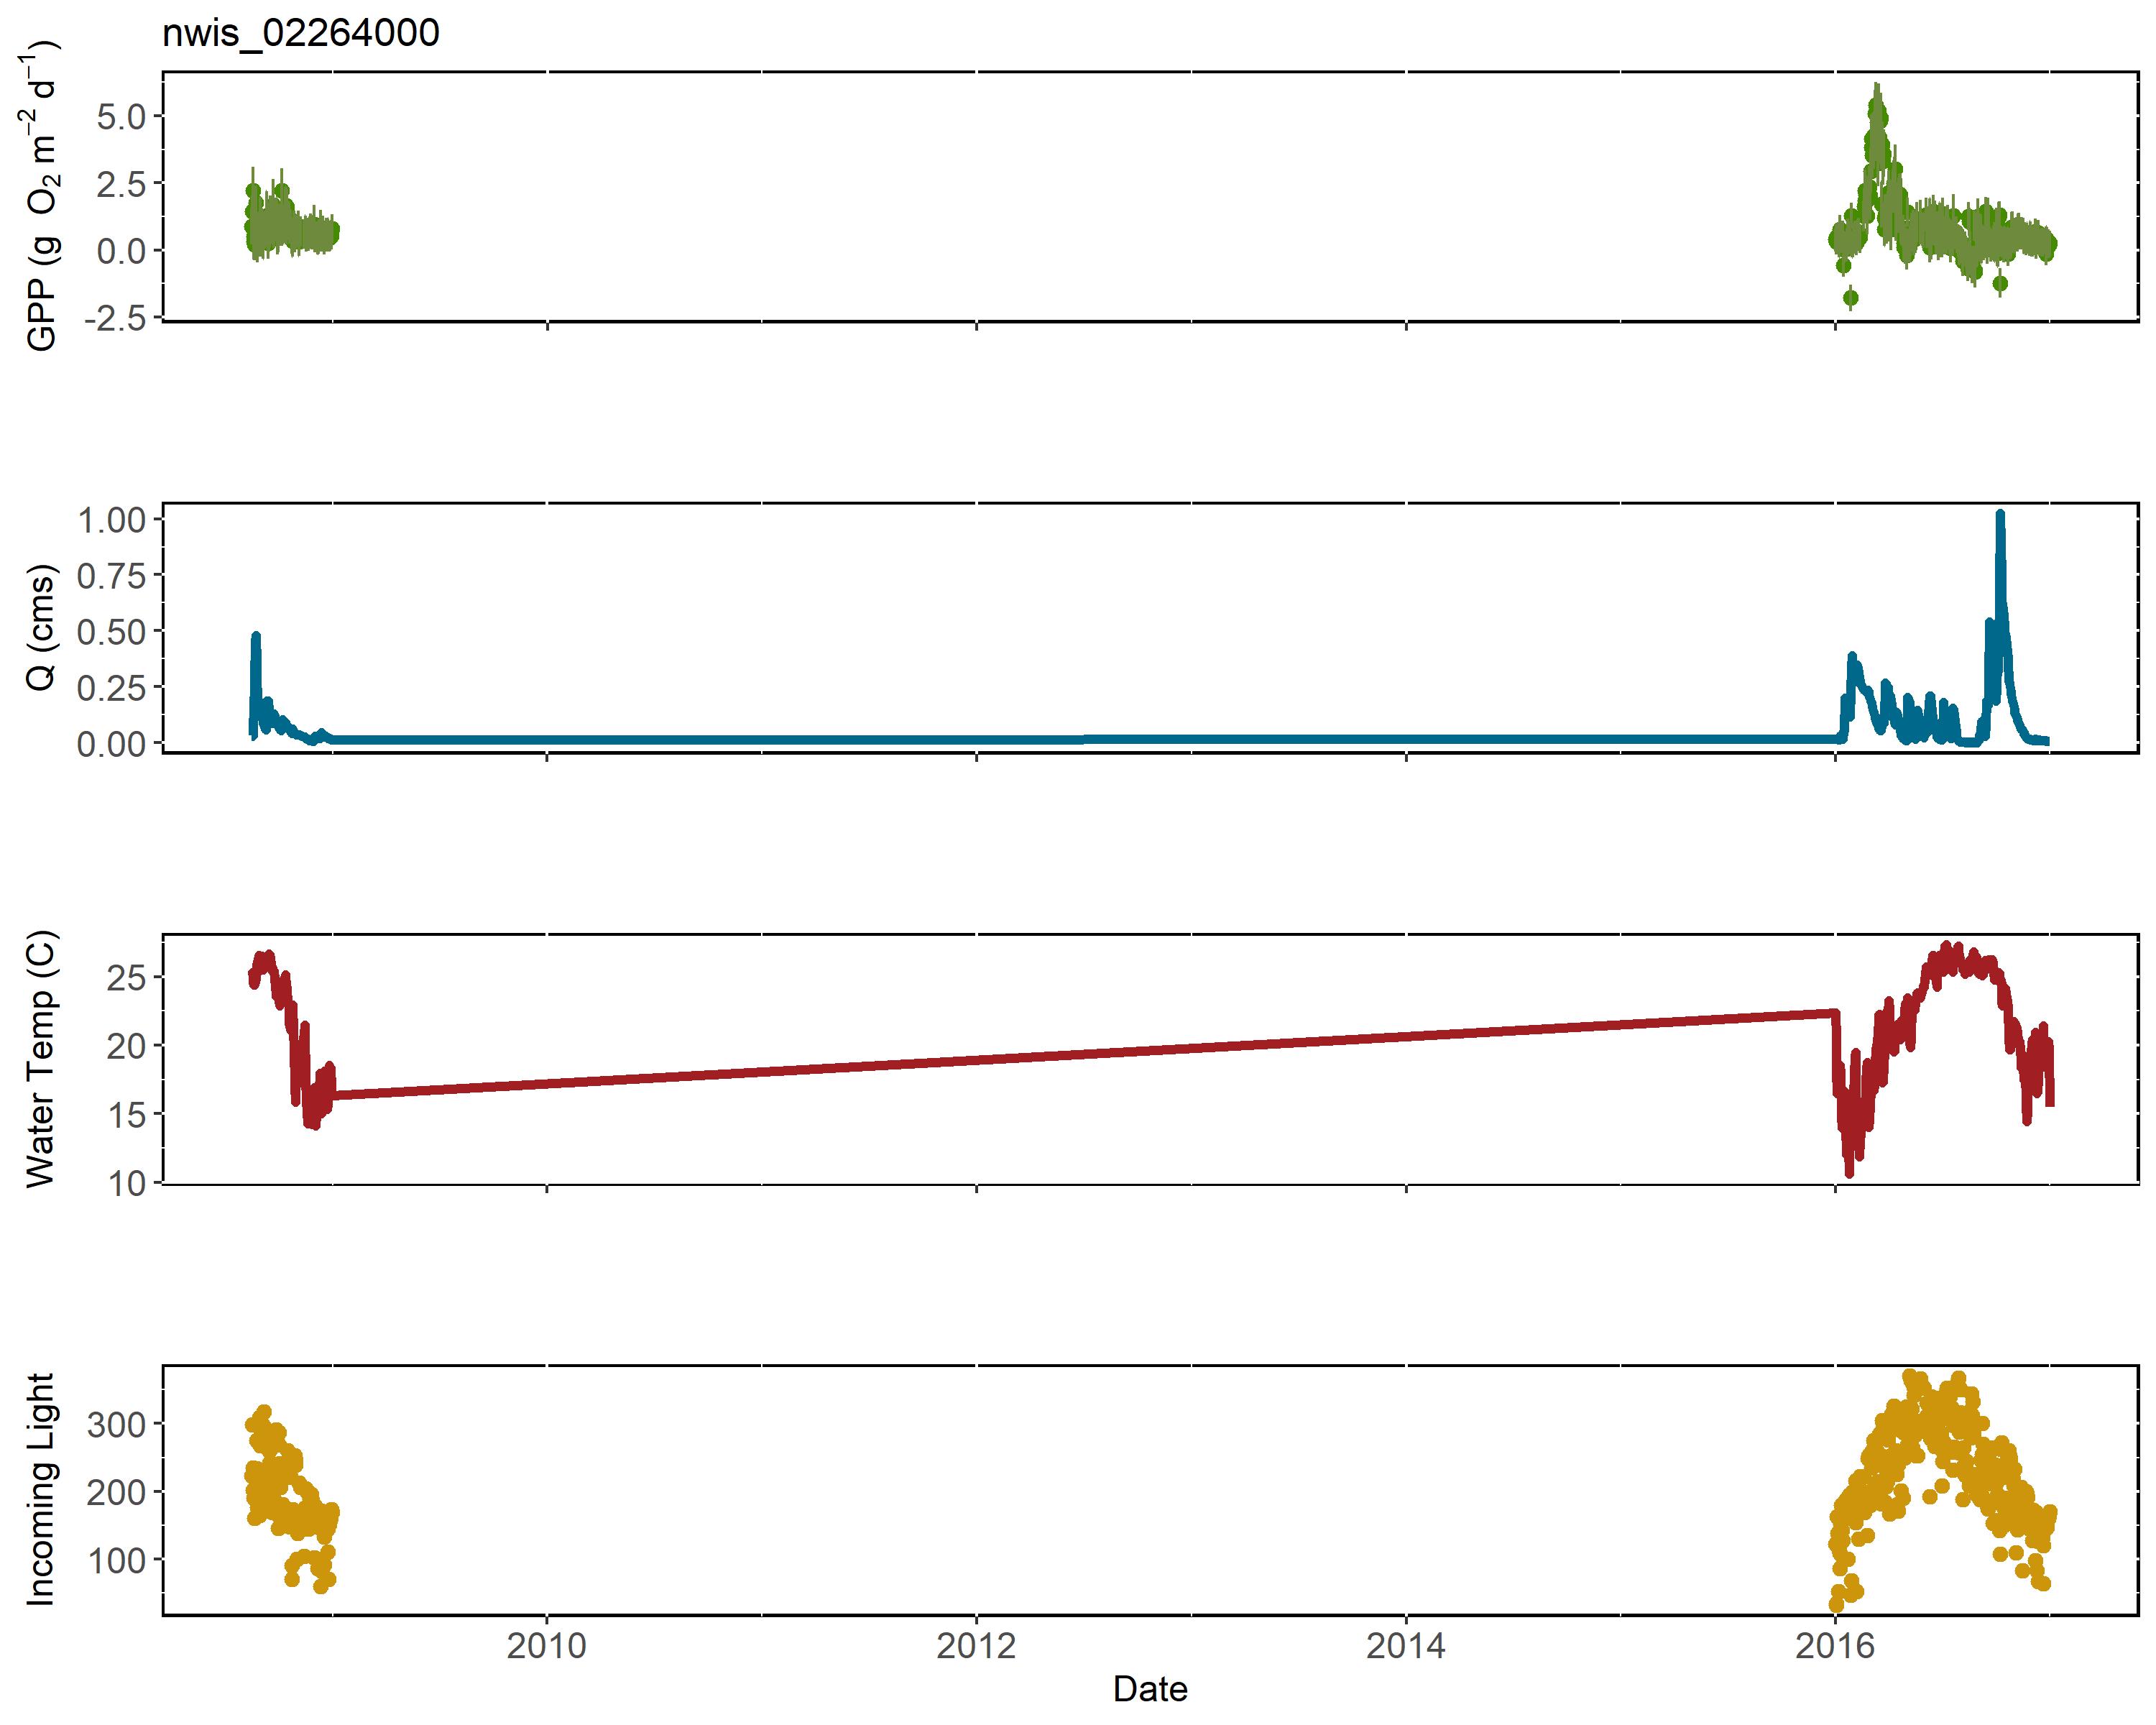 nwis_02264000
GPP (g O₂ m⁻² d⁻¹)
5.0
2.5
0.0
-2.5
Q (cms)
1.00
0.75
0.50
0.25
0.00
Water Temp (C)
25
20
15
10
Incoming Light
300
200
100
2010 2012 2014 2016
Date